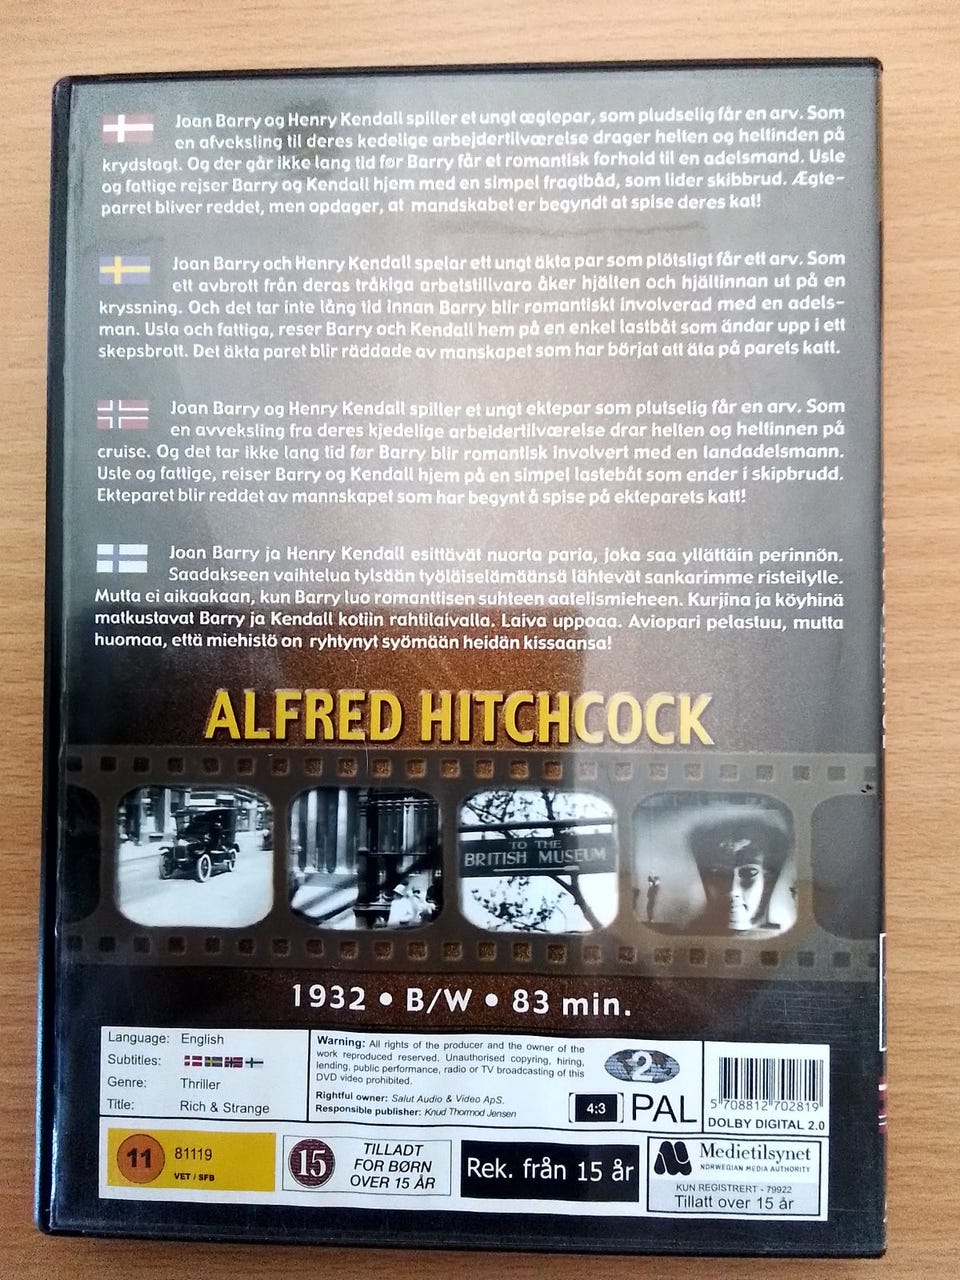 Joan Barry og Henry Kendall spiller et ungt ægtepar, som pludselig får en arv. Som
en afveksling til deres kedelige arbejdertilværelse drager helten og heltinden på
krydstogt. Og der går ikke lang tid før Barry får et romantisk forhold til en adelsmand. Usle
og fattige rejser Barry og Kendall hjem med en simpel fragtbåd, som lider skibbrud. Ægte-
parret bliver reddet, men opdager, at mandskabet er begyndt at spise deres kat!
Joan Barry och Henry Kendall spelar ett ungt äkta par som plötsligt får ett arv. Som
ett avbrott från deras tråkiga arbetstillvaro åker hjälten och hjältinnan ut på en
kryssning. Och det tar inte lång tid innan Barry blir romantiskt involverad med en adels-
man. Usla och fattiga, reser Barry och Kendall hem på en enkel lastbåt som ändar upp i ett
skepsbrott. Det äkta paret blir räddade av manskapet som har börjat att äta på parets katt.
Joan Barry og Henry Kendall spiller et ungt ektepar som plutselig får en arv. Som
en avveksling fra deres kjedelige arbeidertilværelse drar helten og heltinnen på
cruise. Og det tar ikke lang tid før Barry blir romantisk involvert med en landadelsmann.
Usle og fattige, reiser Barry og Kendall hjem på en simpel lastebåt som ender i skipbrudd.
Ekteparet blir reddet av mannskapet som har begynt å spise på ekteparets katt!
Joan Barry ja Henry Kendall esittävät nuorta paria, joka saa yllättäin perinnön.
Saadakseen vaihtelua tylsään työläiselämäänsä lähtevät sankarimme risteilylle.
Mutta ei aikaakaan, kun Barry luo romanttisen suhteen aatelismieheen. Kurjina ja köyhinä
matkustavat Barry ja Kendall kotiin rahtilaivalla. Laiva uppoaa. Aviopari pelastuu, mutta
huomaa, että miehistö on ryhtynyt syömään heidän kissaansa!
ALFRED HITCHCOCK
TO THE
BRITISH MUSEUM
1932 • B/W • 83 min.
Language: English
Subtitles:
Genre: Thriller
Title: Rich & Strange
Warning: All rights of the producer and the owner of the
work reproduced reserved. Unauthorised copying, hiring,
lending, public performance, radio or TV broadcasting of this
DVD video prohibited.
Rightful owner: Salut Audio & Video ApS.
Responsible publisher: Knud Thormod Jensen
2
4:3 PAL
5 708812 702819
DOLBY DIGITAL 2.0
11 81119
VET / SFB
15 TILLADT
FOR BØRN
OVER 15 ÅR
Rek. från 15 år
Medietilsynet
NORWEGIAN MEDIA AUTHORITY
KUN REGISTRERT - 79922
Tillatt over 15 år